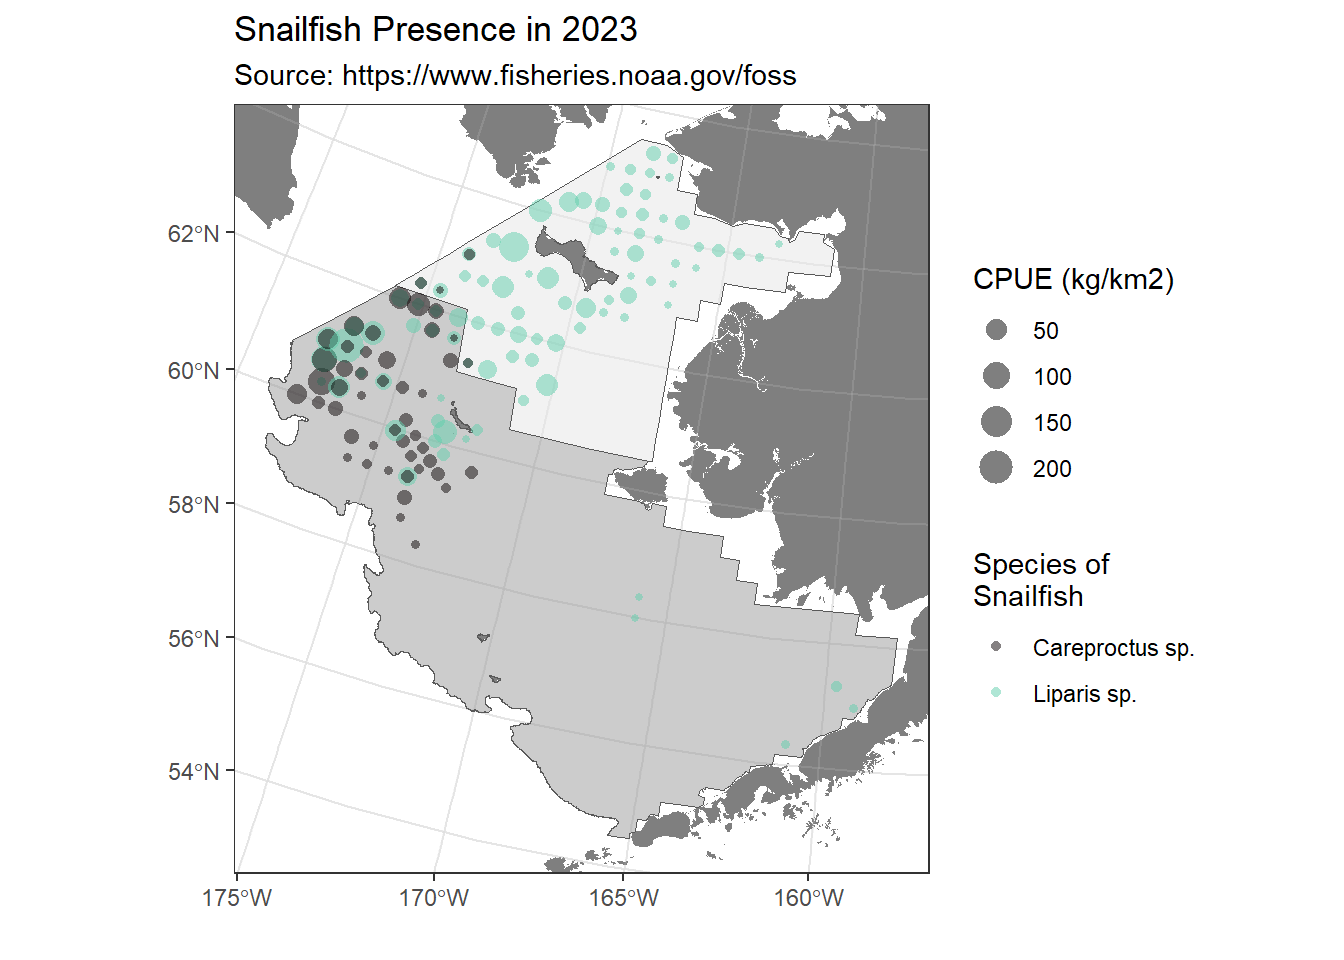 Snailfish Presence in 2023
Source: https://www.fisheries.noaa.gov/foss
62°N
60°N
58°N
56°N
54°N
175°W
170°W
165°W
160°W
CPUE (kg/km2)
50
100
150
200
Species of
Snailfish
Careproctus sp.
Liparis sp.